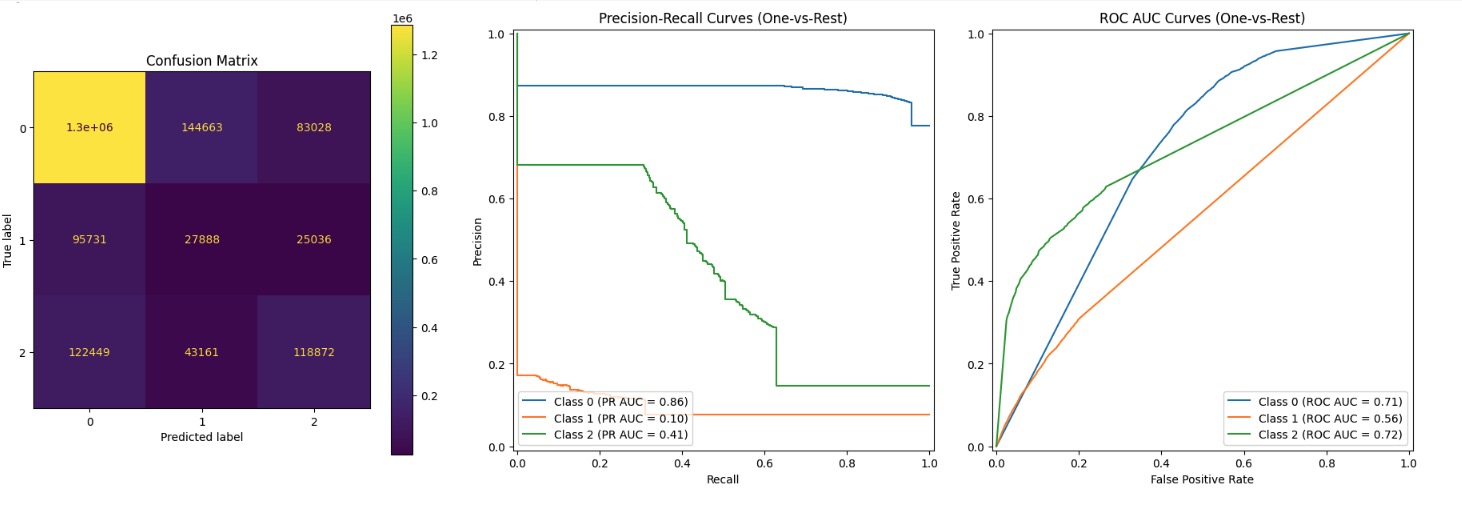 Confusion Matrix
0
1
2
True label
1.3e+06 144663 83028
95731 27888 25036
122449 43161 118872
0 1 2
Predicted label
1e6
1.2
1.0
0.8
0.6
0.4
0.2
Precision-Recall Curves (One-vs-Rest)
1.0
0.8
0.6
0.4
0.2
0.0
Precision
Class 0 (PR AUC = 0.86)
Class 1 (PR AUC = 0.10)
Class 2 (PR AUC = 0.41)
0.0 0.2 0.4 0.6 0.8 1.0
Recall
ROC AUC Curves (One-vs-Rest)
1.0
0.8
0.6
0.4
0.2
0.0
True Positive Rate
Class 0 (ROC AUC = 0.71)
Class 1 (ROC AUC = 0.56)
Class 2 (ROC AUC = 0.72)
0.0 0.2 0.4 0.6 0.8 1.0
False Positive Rate